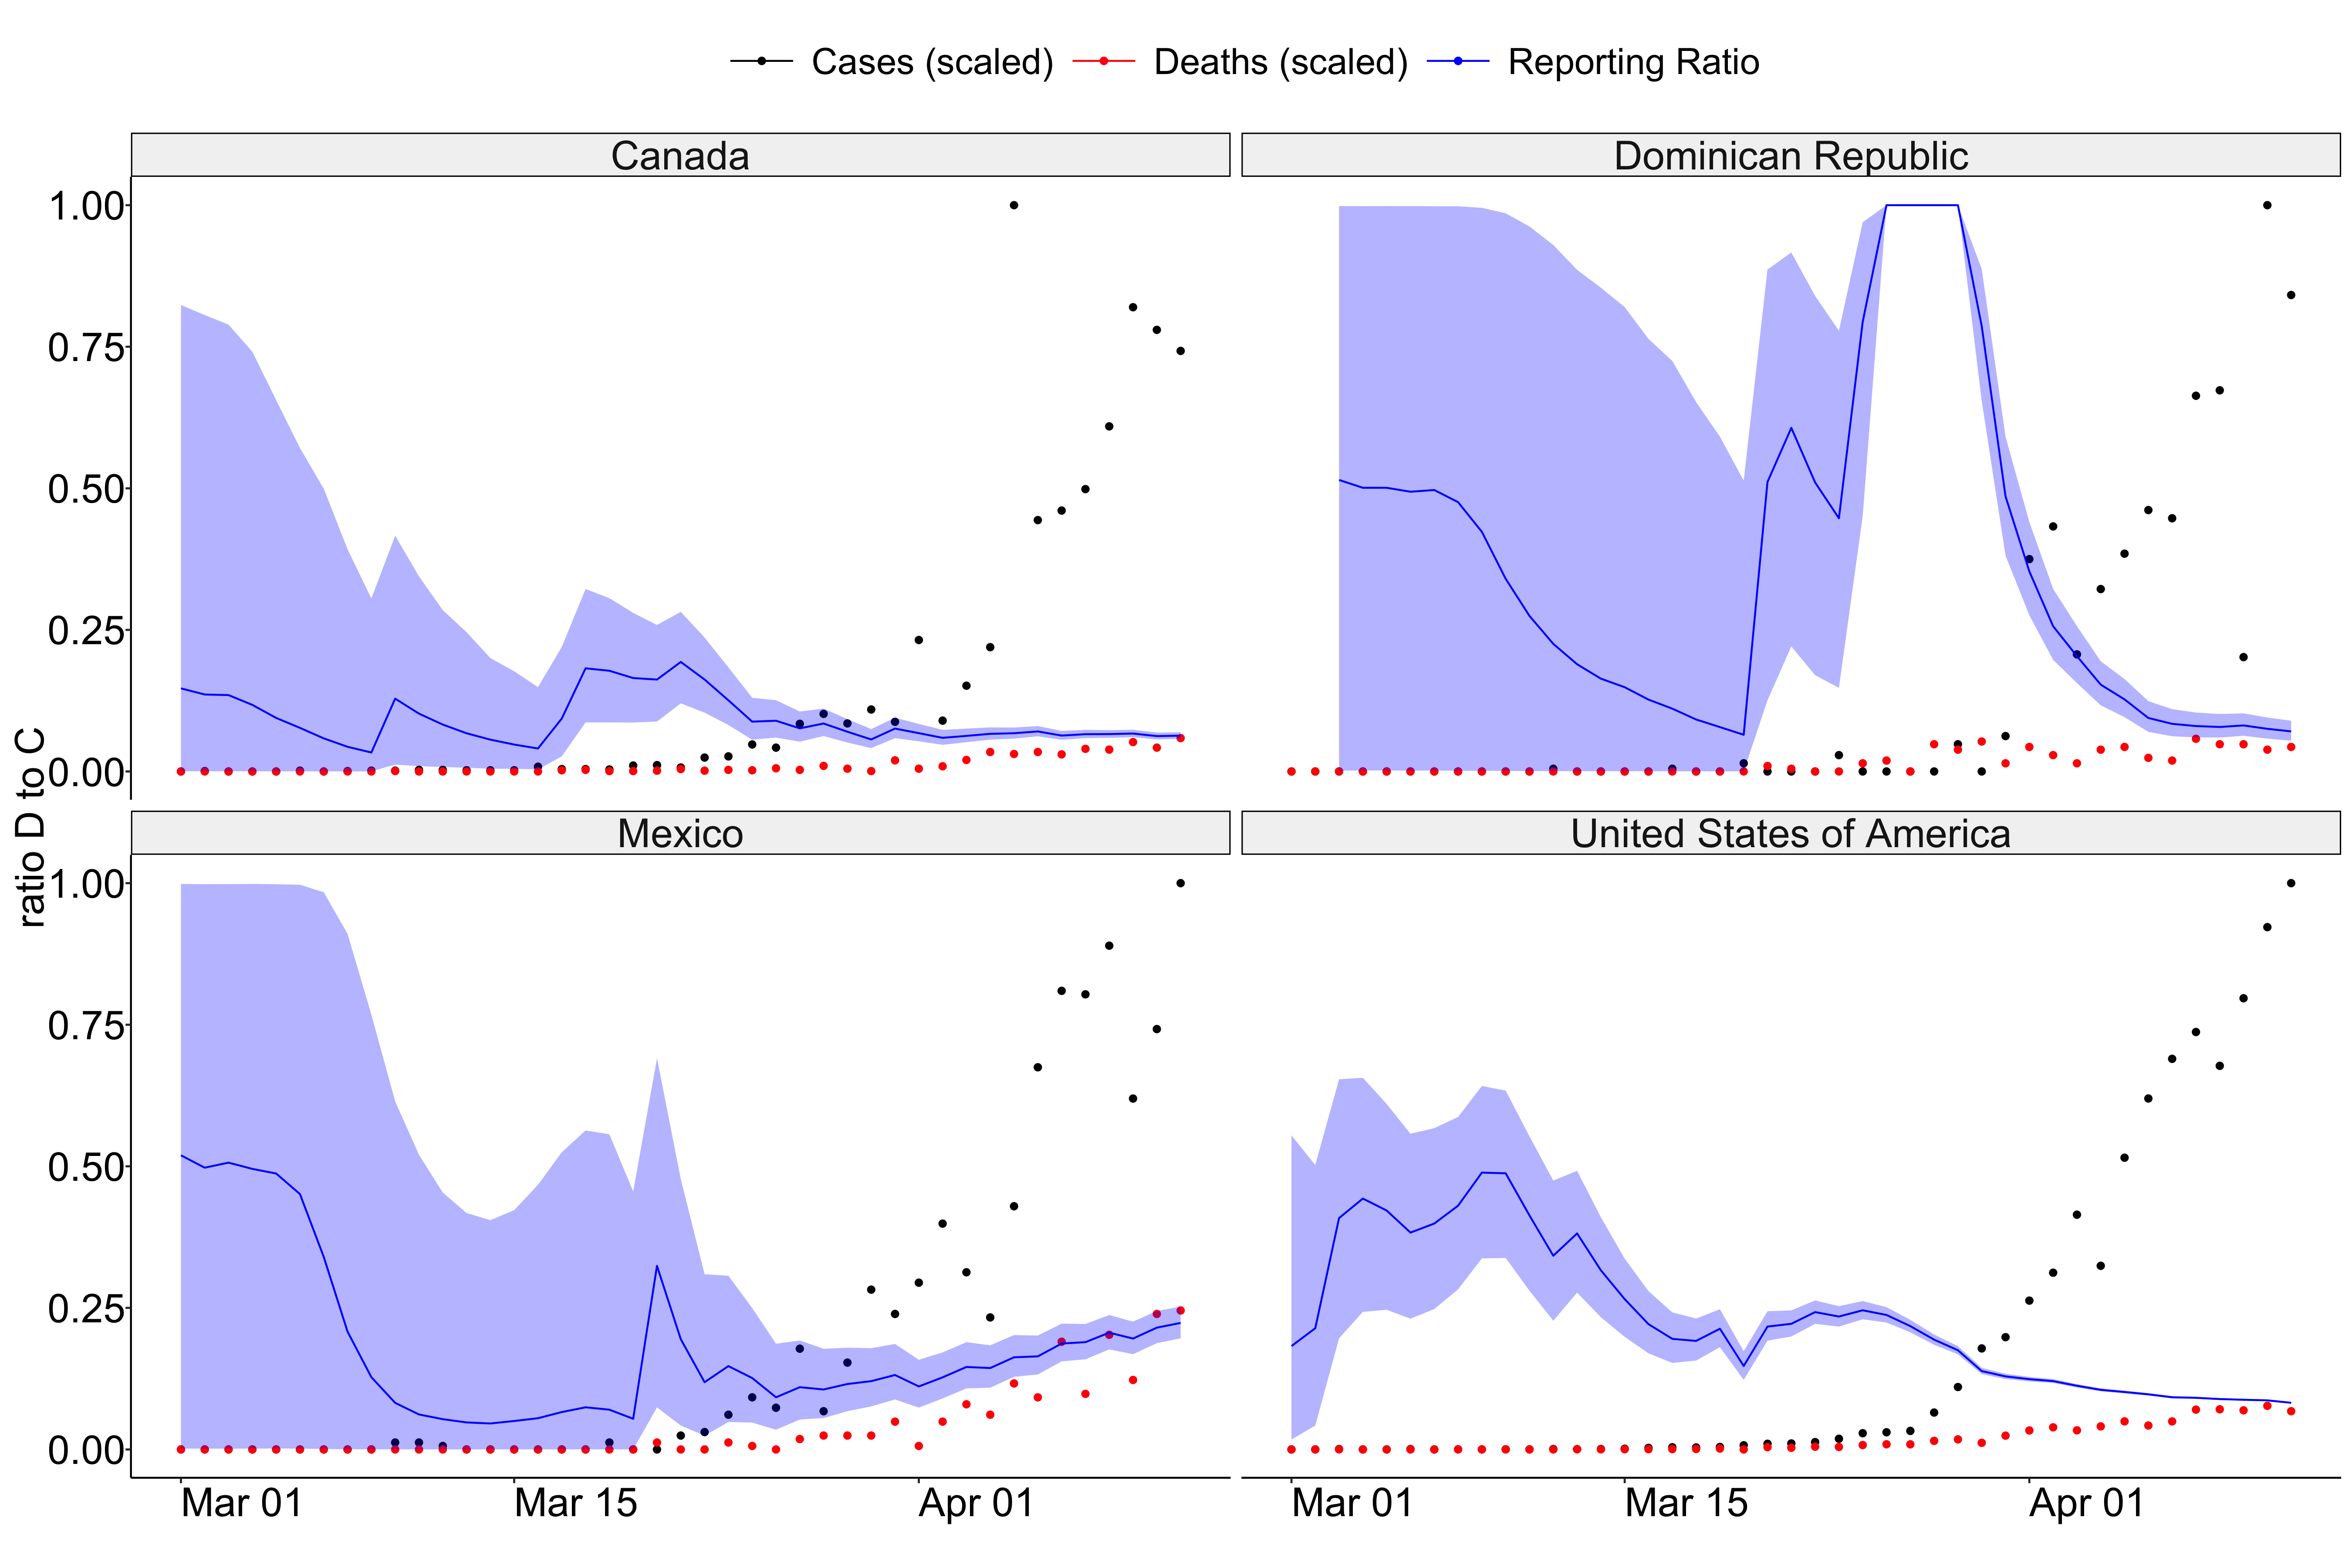 Cases (scaled) Deaths (scaled) Reporting Ratio
Canada Dominican Republic
1.00
0.75
0.50
0.25
0.00
ratio D to C
Mexico United States of America
1.00
0.75
0.50
0.25
0.00
Mar 01 Mar 15 Apr 01 Mar 01 Mar 15 Apr 01